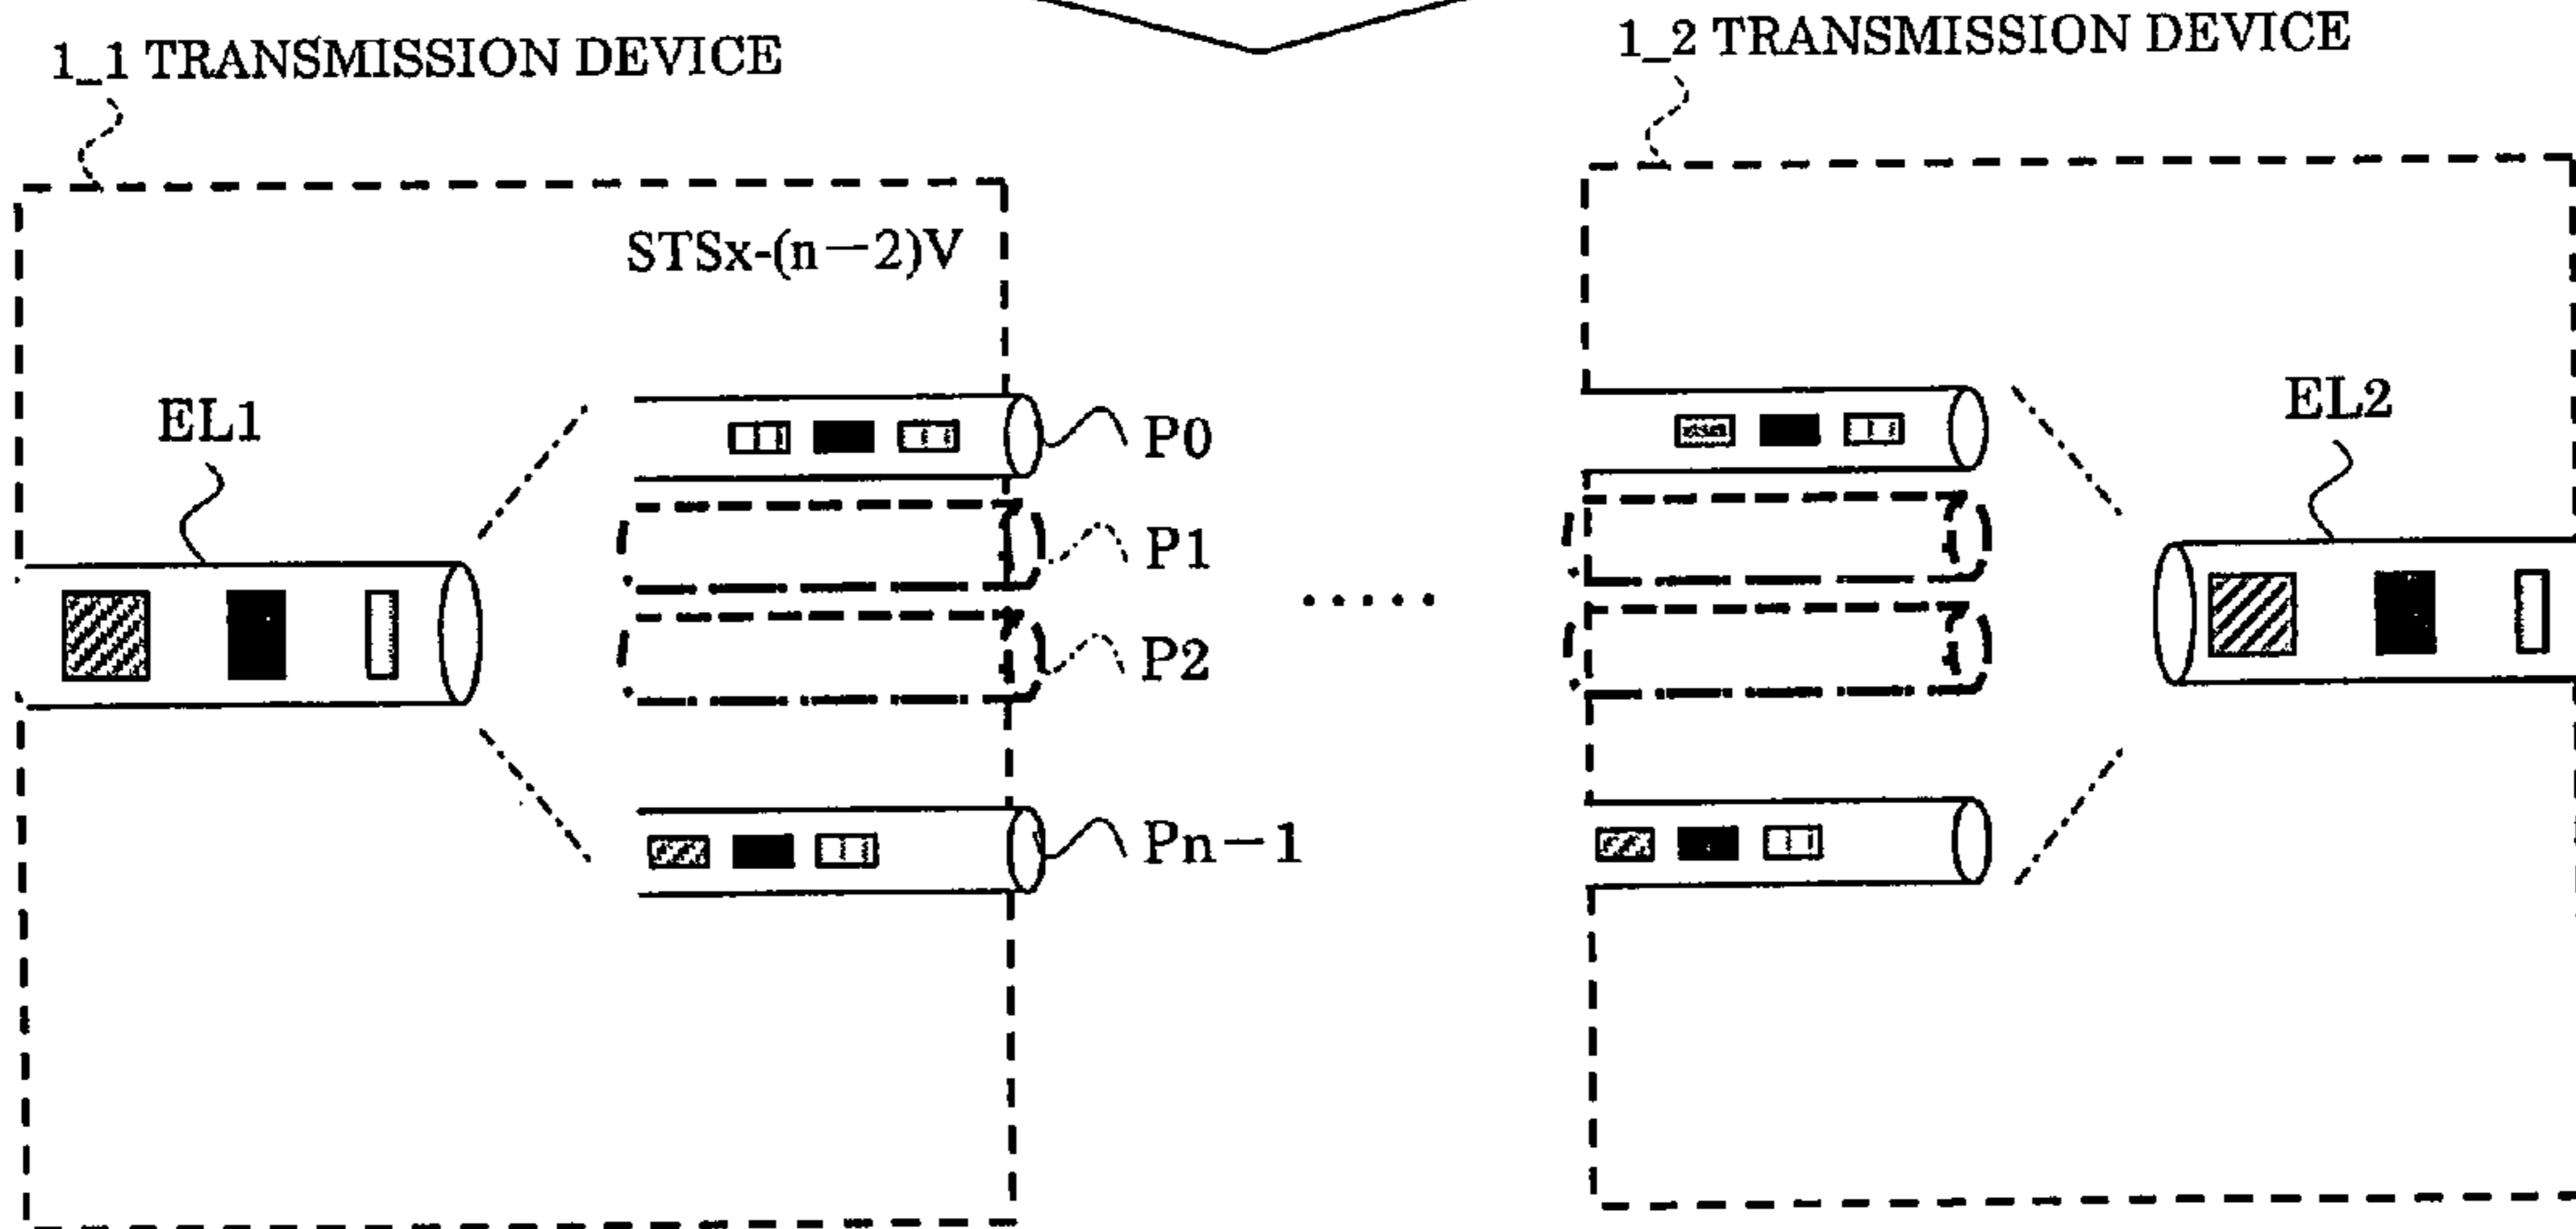 1_1 TRANSMISSION DEVICE
1_2 TRANSMISSION DEVICE
STSx-(n−2)V
EL1
P0
P1
P2
Pn−1
EL2